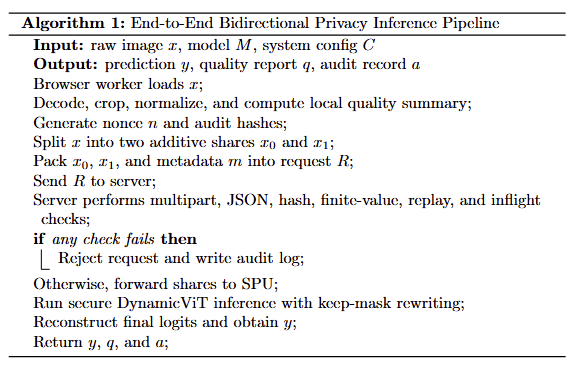 Algorithm 1: End-to-End Bidirectional Privacy Inference Pipeline
Input: raw image x, model M, system config C
Output: prediction y, quality report q, audit record a
Browser worker loads x;
Decode, crop, normalize, and compute local quality summary;
Generate nonce n and audit hashes;
Split x into two additive shares x₀ and x₁;
Pack x₀, x₁, and metadata m into request R;
Send R to server;
Server performs multipart, JSON, hash, finite-value, replay, and inflight
checks;
if any check fails then
Reject request and write audit log;
Otherwise, forward shares to SPU;
Run secure DynamicViT inference with keep-mask rewriting;
Reconstruct final logits and obtain y;
Return y, q, and a;